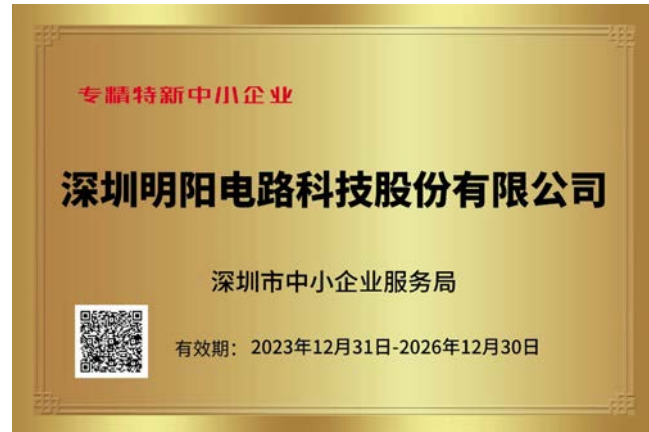 专精特新中小企业
深圳明阳电路科技股份有限公司
深圳市中小企业服务局
有效期：2023年12月31日-2026年12月30日